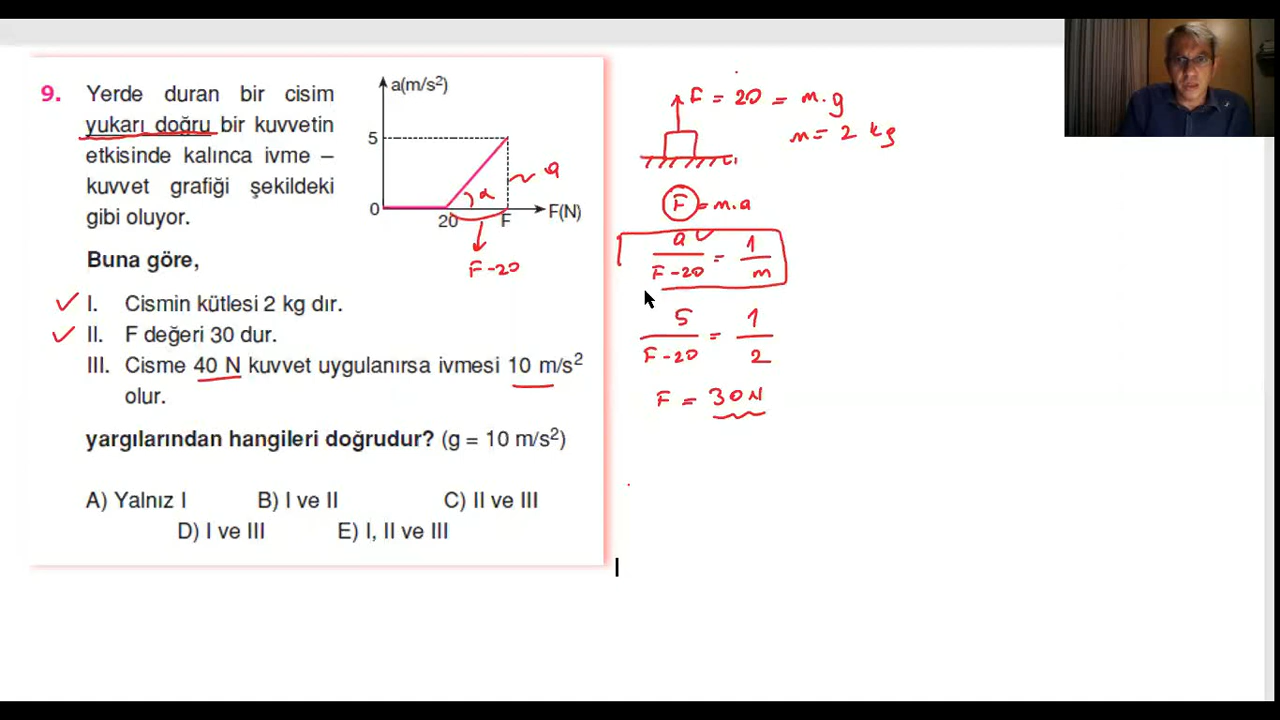 9. Yerde duran bir cisim
yukarı doğru bir kuvvetin
etkisinde kalınca ivme –
kuvvet grafiği şekildeki
gibi oluyor.
a(m/s²)
5
0
20
F
F(N)
α
a
F-20
Buna göre,
I. Cismin kütlesi 2 kg dır.
II. F değeri 30 dur.
III. Cisme 40 N kuvvet uygulanırsa ivmesi 10 m/s²
olur.
yargılarından hangileri doğrudur? (g = 10 m/s²)
A) Yalnız I B) I ve II C) II ve III
D) I ve III E) I, II ve III
F = 20 = m.g
m = 2 kg
F = m.a
a / F-20 = 1 / m
5 / F-20 = 1 / 2
F = 30N